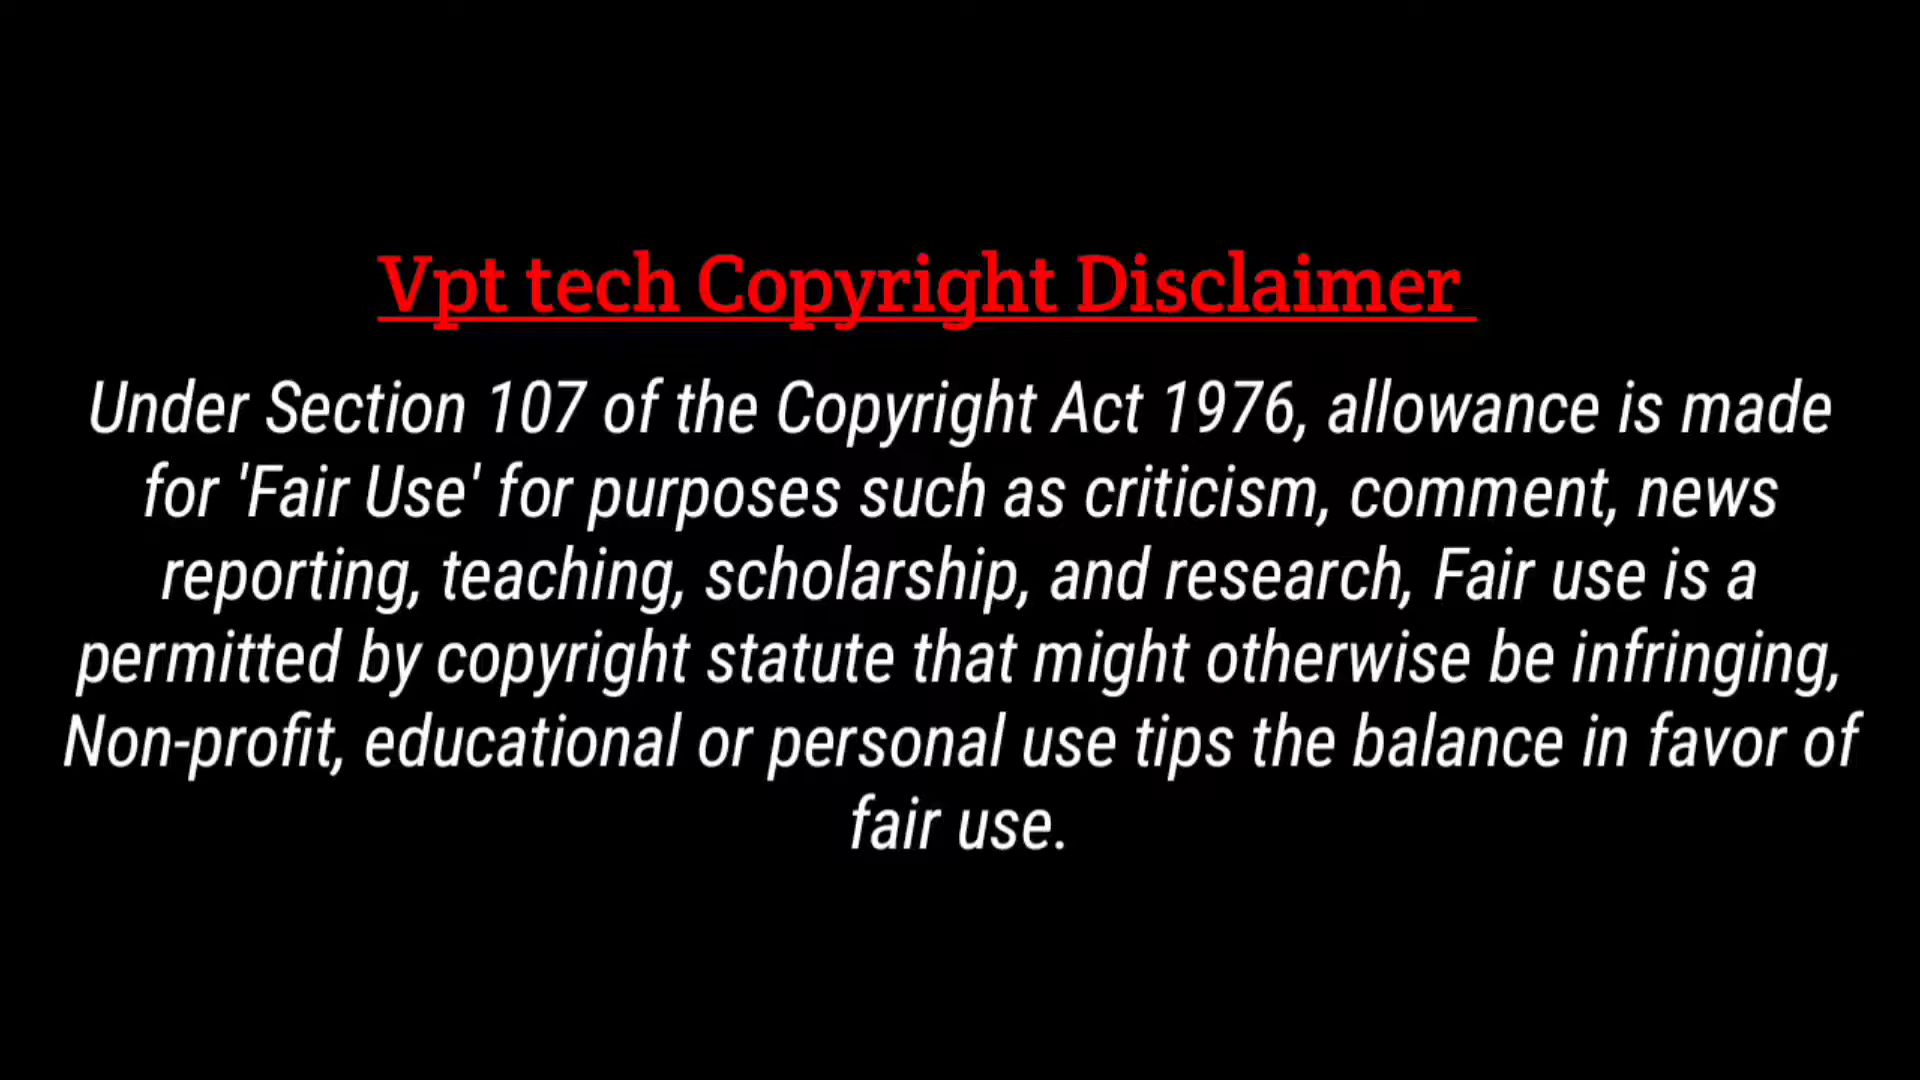 Vpt tech Copyright Disclaimer
Under Section 107 of the Copyright Act 1976, allowance is made
for 'Fair Use' for purposes such as criticism, comment, news
reporting, teaching, scholarship, and research, Fair use is a
permitted by copyright statute that might otherwise be infringing,
Non-profit, educational or personal use tips the balance in favor of
fair use.